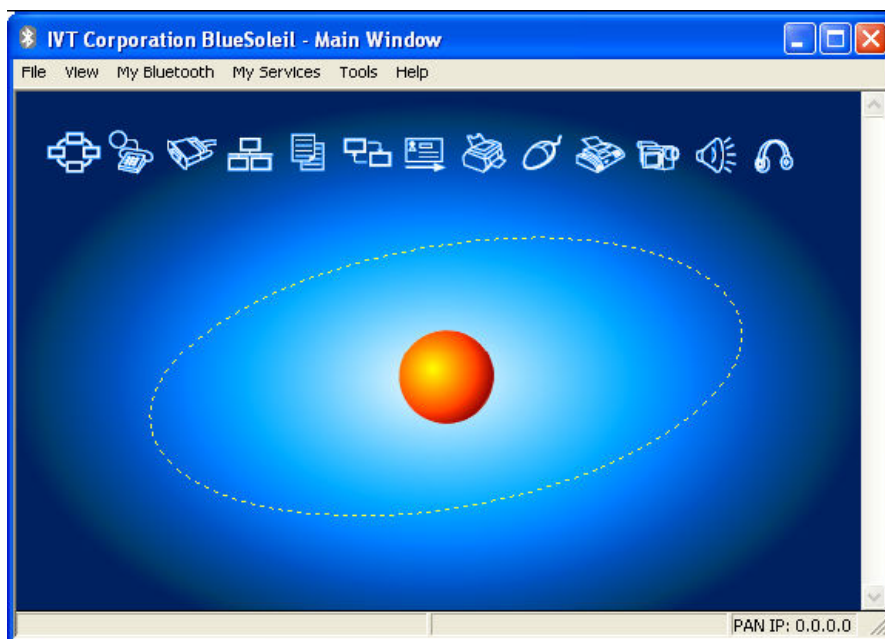 IVT Corporation BlueSoleil - Main Window
File View My Bluetooth My Services Tools Help
PAN IP: 0.0.0.0